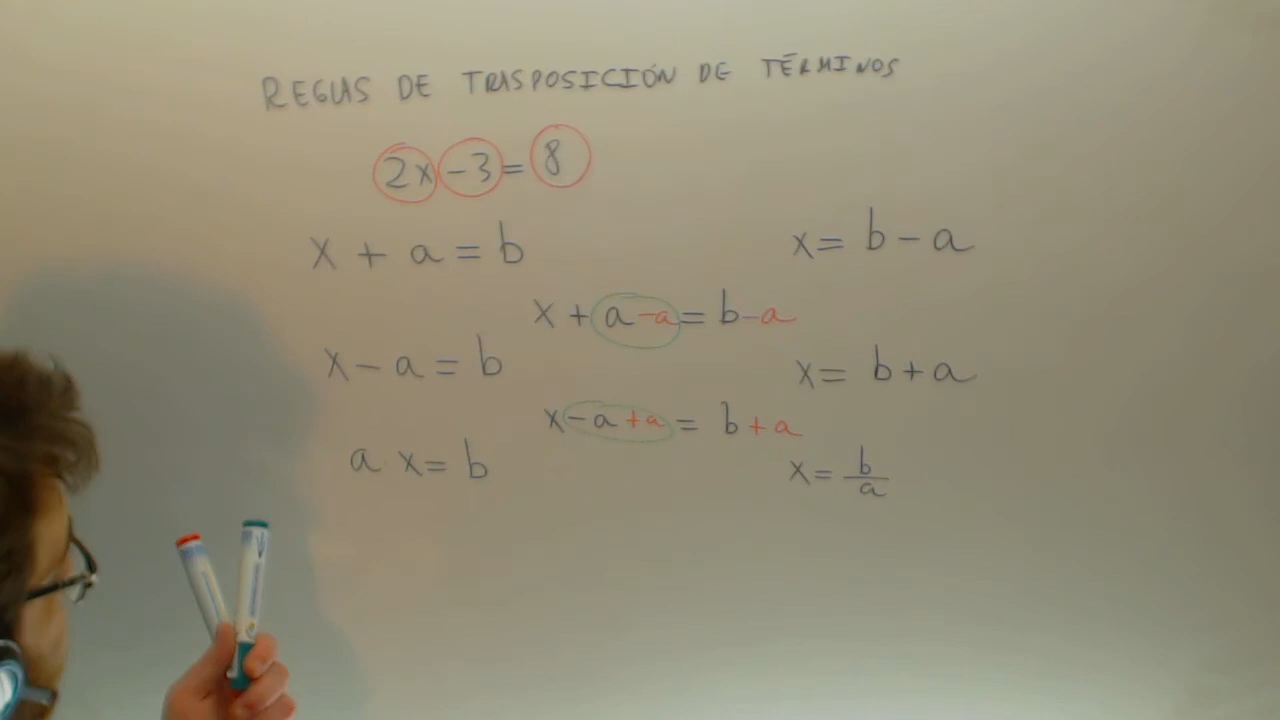 REGLAS DE TRASPOSICIÓN DE TÉRMINOS
2x - 3 = 8
x + a = b
x = b - a
x + a - a = b - a
x - a = b
x = b + a
x - a + a = b + a
a x = b
x = b/a